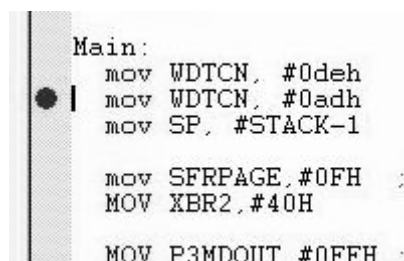 Main:
mov WDTCN, #0deh
mov WDTCN, #0adh
mov SP, #STACK-1
mov SFRPAGE,#0FH ;
MOV XBR2,#40H
MOV P3MDOUT,#0FFH ;